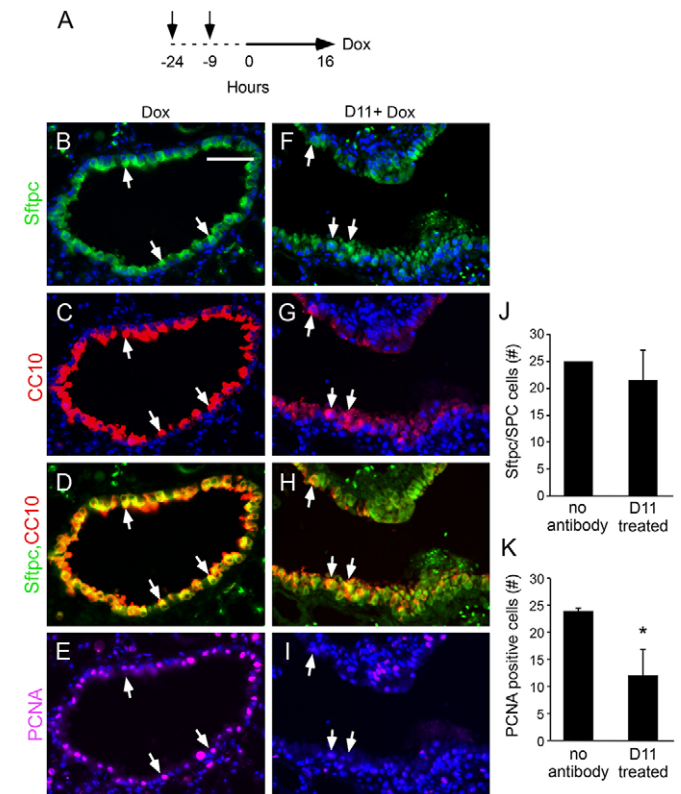 A
Dox
-24 -9 0 16
Hours
Dox
D11+ Dox
B
F
Sftpc
C
G
CC10
D
H
Sftpc,CC10
E
I
PCNA
J
Sftpc/SPC cells (#)
30
25
20
15
10
5
0
no antibody
D11 treated
K
PCNA positive cells (#)
30
25
20
15
10
5
0
*
no antibody
D11 treated